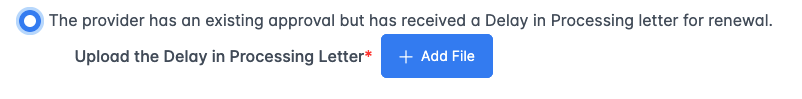 The provider has an existing approval but has received a Delay in Processing letter for renewal.
Upload the Delay in Processing Letter* + Add File